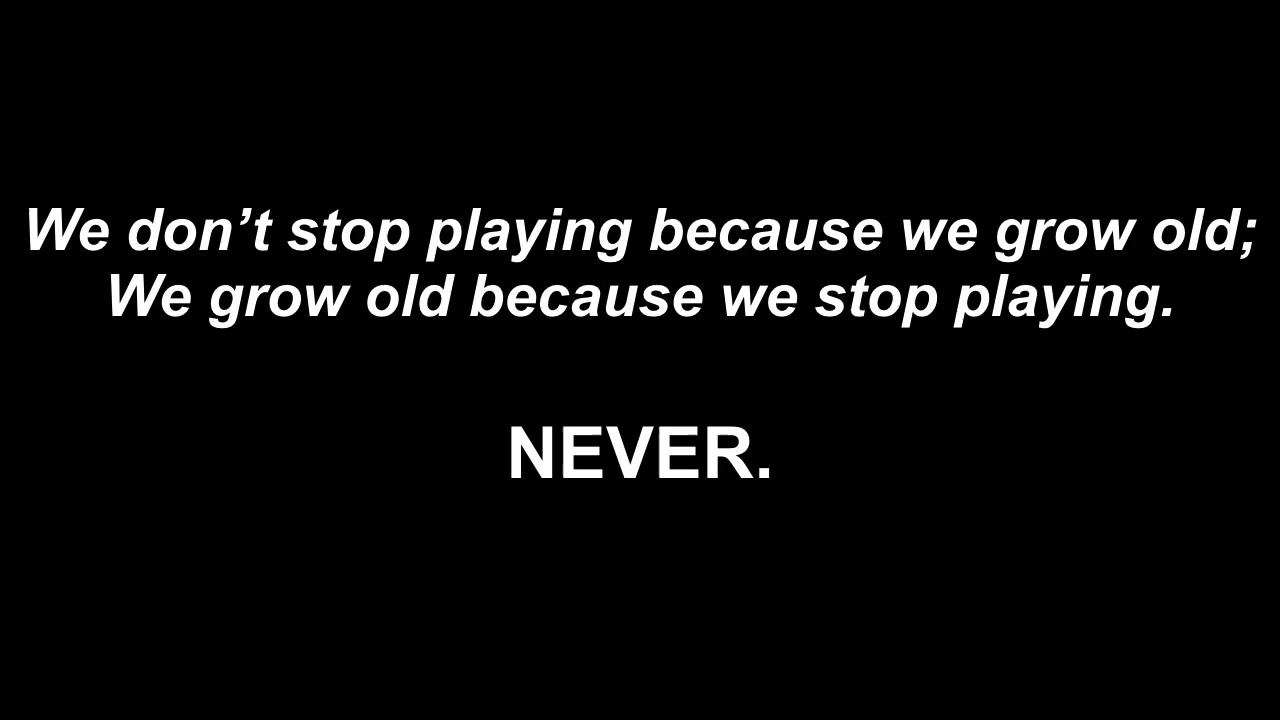 We don’t stop playing because we grow old;
We grow old because we stop playing.
NEVER.